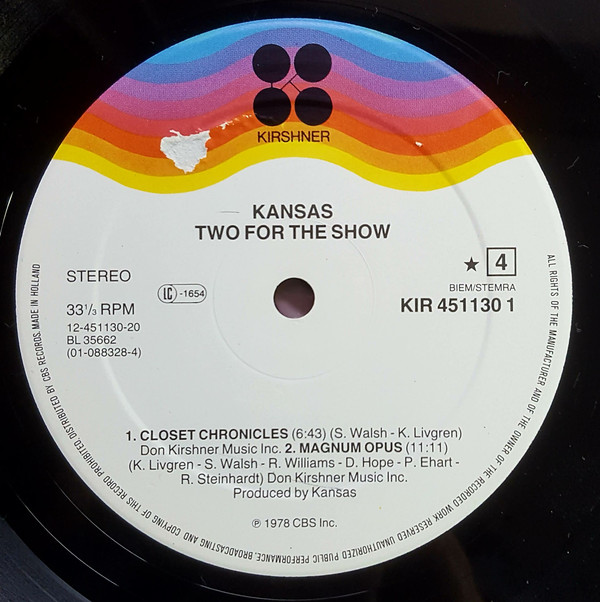 KIRSHNER
KANSAS
TWO FOR THE SHOW
STEREO
★ 4
BIEM/STEMRA
LC -1654
33 1/3 RPM
KIR 451130 1
12-451130-20
BL 35662
(01-088328-4)
1. CLOSET CHRONICLES (6:43) (S. Walsh - K. Livgren)
Don Kirshner Music Inc. 2. MAGNUM OPUS (11:11)
(K. Livgren - S. Walsh - R. Williams - D. Hope - P. Ehart -
R. Steinhardt) Don Kirshner Music Inc.
Produced by Kansas
℗ 1978 CBS Inc.
ALL RIGHTS OF THE MANUFACTURER AND OF THE OWNER OF THE RECORDED WORK RESERVED. UNAUTHORIZED PUBLIC PERFORMANCE, BROADCASTING AND COPYING OF THIS RECORD PROHIBITED. DISTRIBUTED BY CBS RECORDS. MADE IN HOLLAND